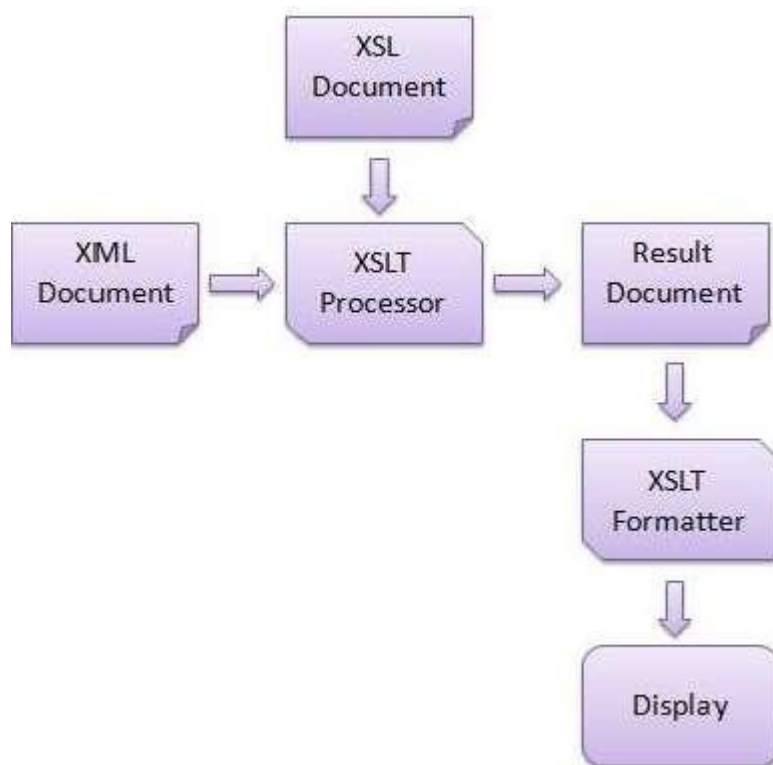 XSL
Document
XML
Document
XSLT
Processor
Result
Document
XSLT
Formatter
Display